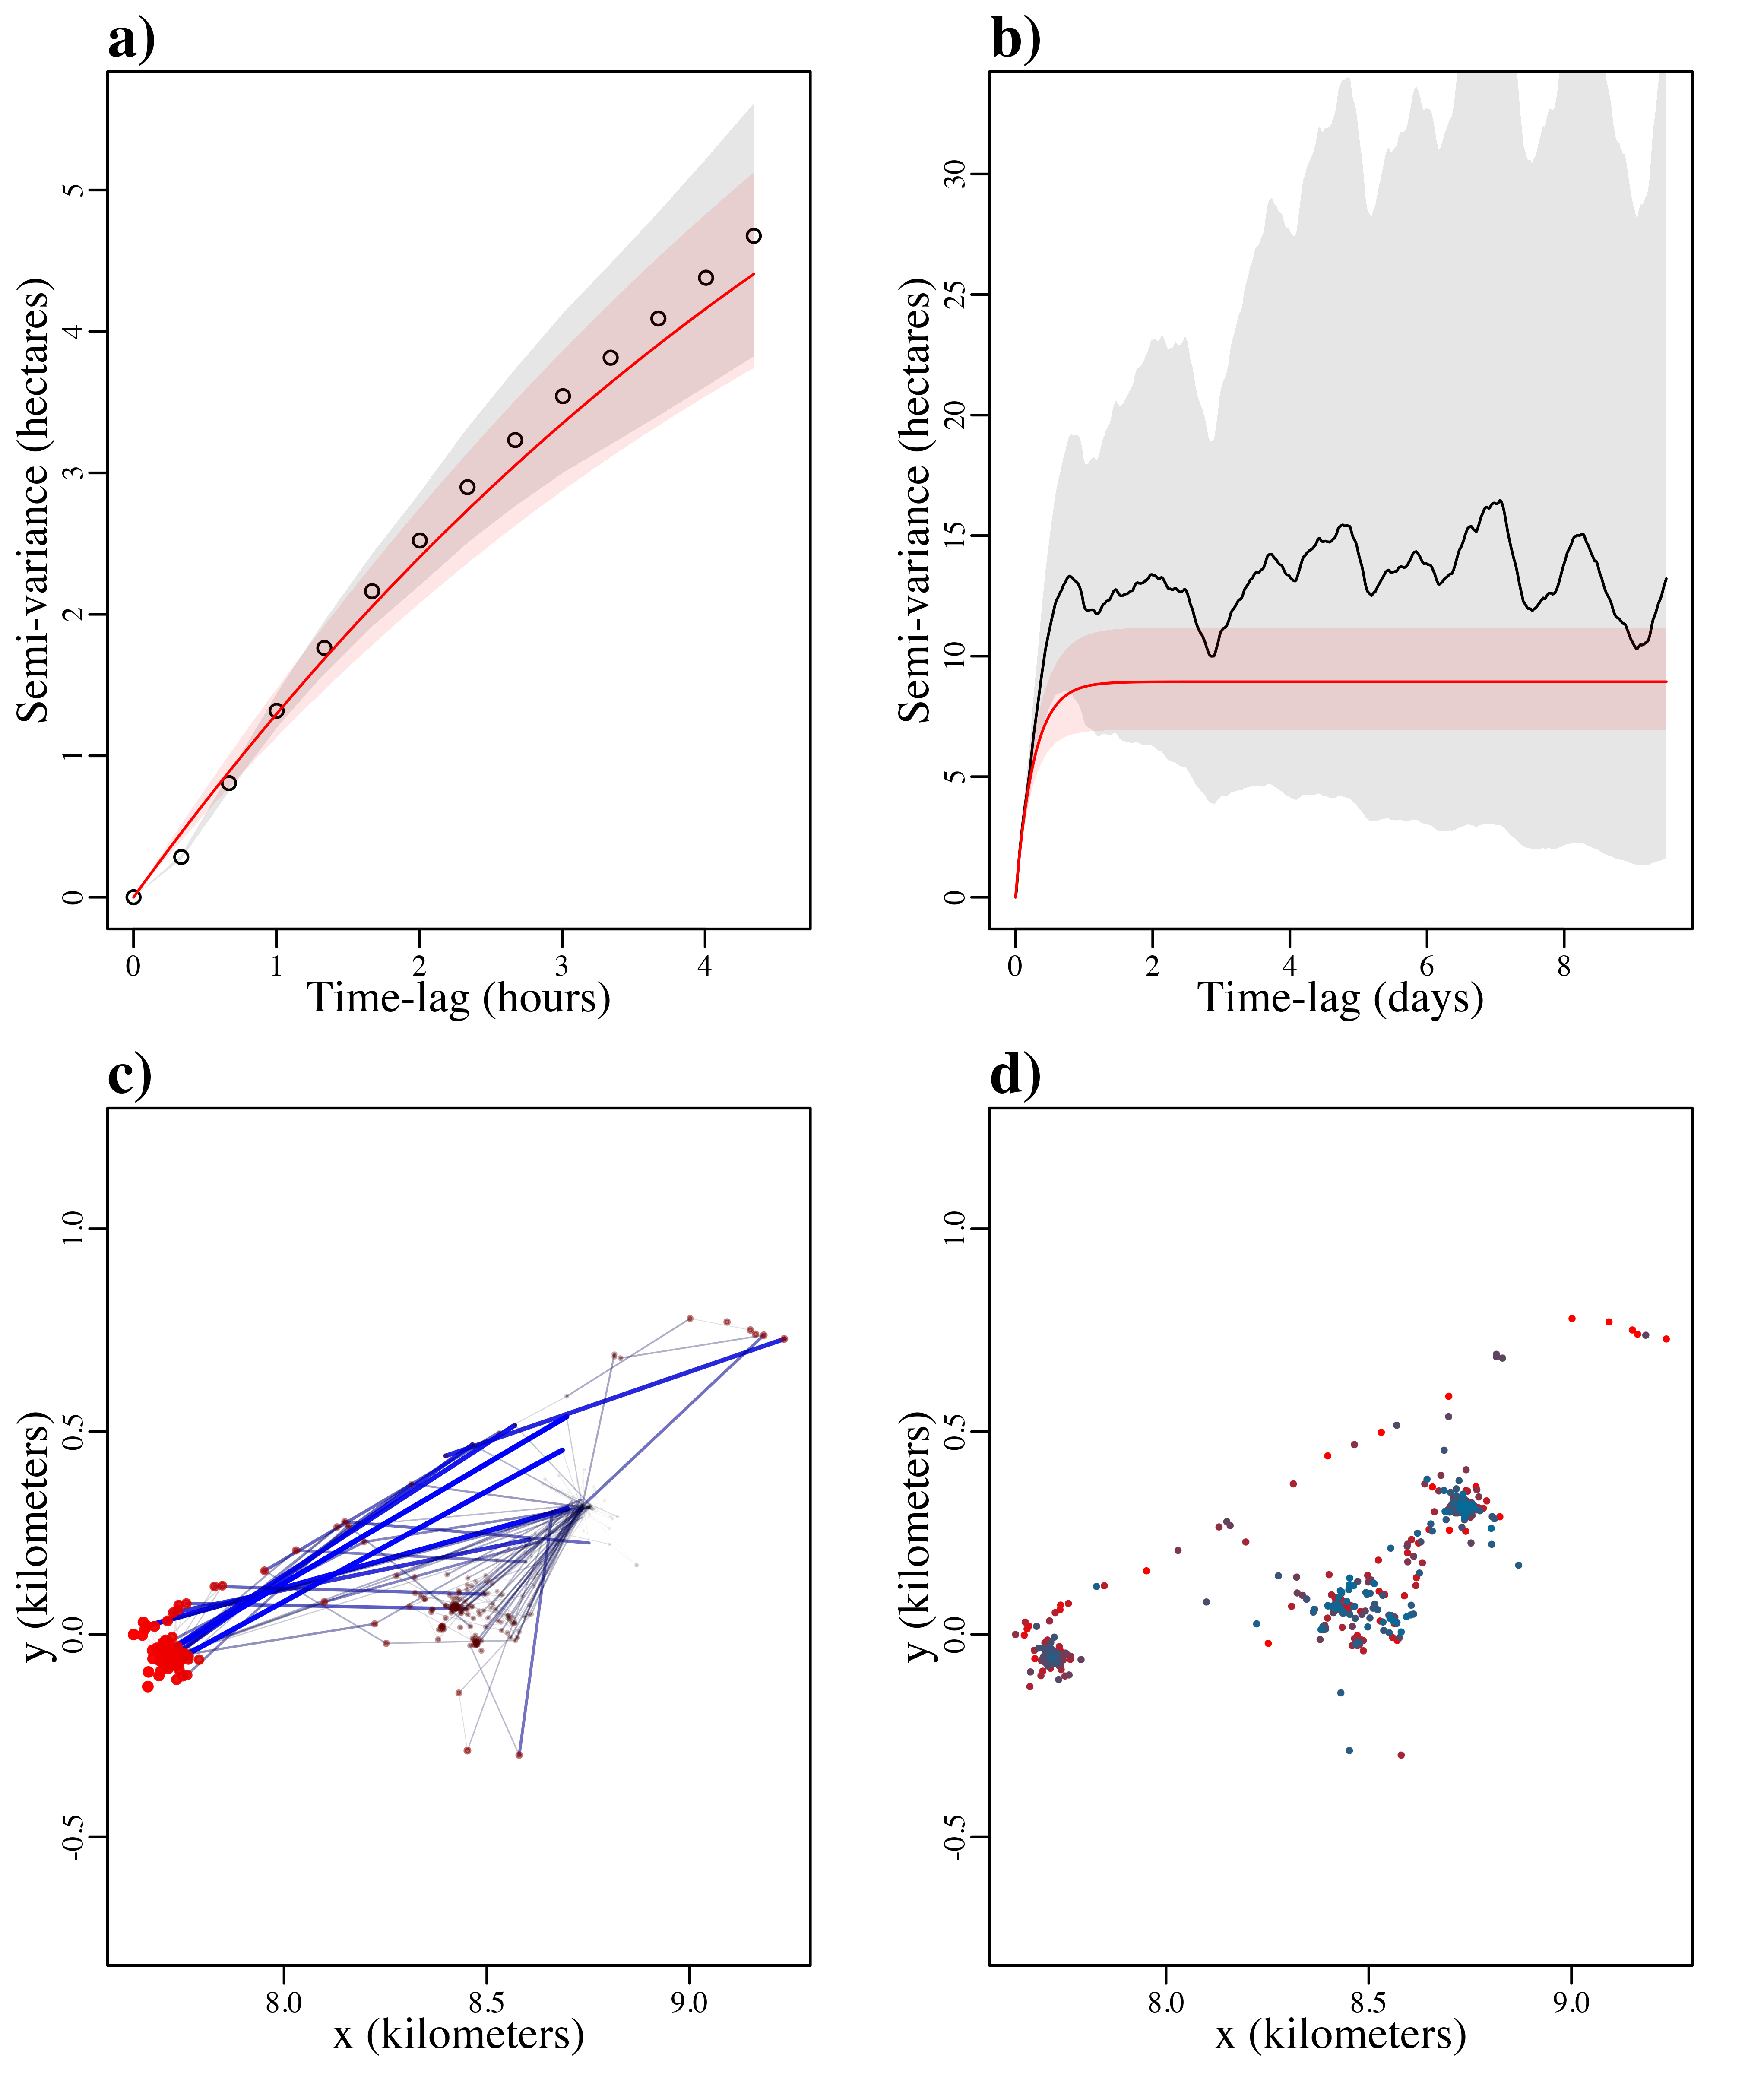 a)
Semi-variance (hectares)
5
4
3
2
1
0
0 1 2 3 4
Time-lag (hours)
b)
Semi-variance (hectares)
30
25
20
15
10
5
0
0 2 4 6 8
Time-lag (days)
c)
y (kilometers)
1.0
0.5
0.0
-0.5
8.0 8.5 9.0
x (kilometers)
d)
y (kilometers)
1.0
0.5
0.0
-0.5
8.0 8.5 9.0
x (kilometers)